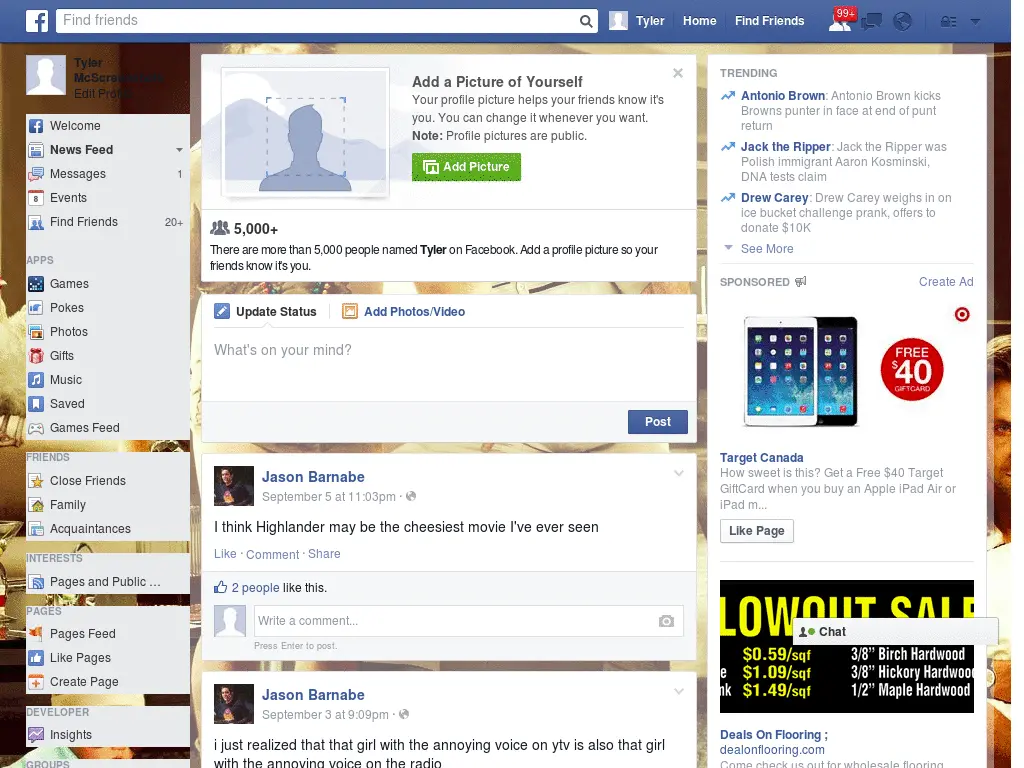 Find friends
Tyler
Home
Find Friends
99+
Tyler
Edit
Welcome
News Feed
Messages 1
Events
Find Friends 20+
APPS
Games
Pokes
Photos
Gifts
Music
Saved
Games Feed
FRIENDS
Close Friends
Family
Acquaintances
INTERESTS
Pages and Public ...
PAGES
Pages Feed
Like Pages
Create Page
DEVELOPER
Insights
GROUPS
Add a Picture of Yourself
Your profile picture helps your friends know it's
you. You can change it whenever you want.
Note: Profile pictures are public.
Add Picture
5,000+
There are more than 5,000 people named Tyler on Facebook. Add a profile picture so your
friends know it's you.
Update Status
Add Photos/Video
What's on your mind?
Post
Jason Barnabe
September 5 at 11:03pm ·
I think Highlander may be the cheesiest movie I've ever seen
Like · Comment · Share
2 people like this.
Write a comment...
Press Enter to post.
Jason Barnabe
September 3 at 9:09pm ·
i just realized that that girl with the annoying voice on ytv is also that girl
with the annoying voice on the radio
TRENDING
Antonio Brown: Antonio Brown kicks
Browns punter in face at end of punt
return
Jack the Ripper: Jack the Ripper was
Polish immigrant Aaron Kosminski,
DNA tests claim
Drew Carey: Drew Carey weighs in on
ice bucket challenge prank, offers to
donate $10K
See More
SPONSORED
Create Ad
FREE
$40
GIFTCARD
Target Canada
How sweet is this? Get a Free $40 Target
GiftCard when you buy an Apple iPad Air or
iPad m...
Like Page
LOWOUT SALE
Chat
$0.59/sqf 3/8” Birch Hardwood
$1.09/sqf 3/8” Hickory Hardwood
$1.49/sqf 1/2” Maple Hardwood
Deals On Flooring ;
dealonflooring.com
Come check us out for wholesale flooring